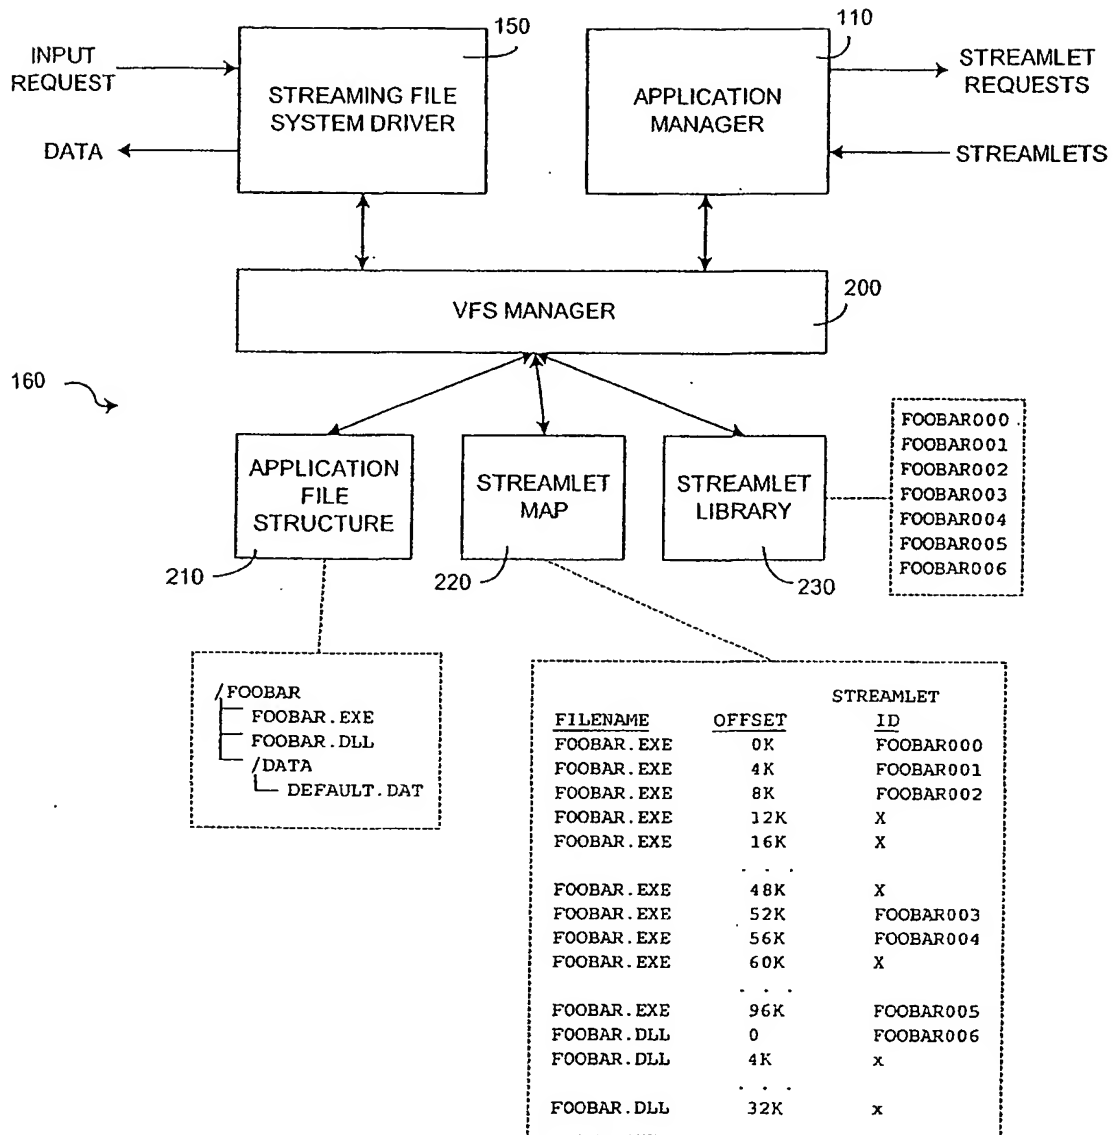 150
110
INPUT
REQUEST
DATA
STREAMING FILE
SYSTEM DRIVER
APPLICATION
MANAGER
STREAMLET
REQUESTS
STREAMLETS
VFS MANAGER
200
160
APPLICATION
FILE
STRUCTURE
210
STREAMLET
MAP
220
STREAMLET
LIBRARY
230
FOOBAR000
FOOBAR001
FOOBAR002
FOOBAR003
FOOBAR004
FOOBAR005
FOOBAR006
/FOOBAR
FOOBAR.EXE
FOOBAR.DLL
/DATA
DEFAULT.DAT
STREAMLET
FILENAME OFFSET ID
FOOBAR.EXE 0K FOOBAR000
FOOBAR.EXE 4K FOOBAR001
FOOBAR.EXE 8K FOOBAR002
FOOBAR.EXE 12K X
FOOBAR.EXE 16K X
. . .
FOOBAR.EXE 48K X
FOOBAR.EXE 52K FOOBAR003
FOOBAR.EXE 56K FOOBAR004
FOOBAR.EXE 60K X
. . .
FOOBAR.EXE 96K FOOBAR005
FOOBAR.DLL 0 FOOBAR006
FOOBAR.DLL 4K x
. . .
FOOBAR.DLL 32K x